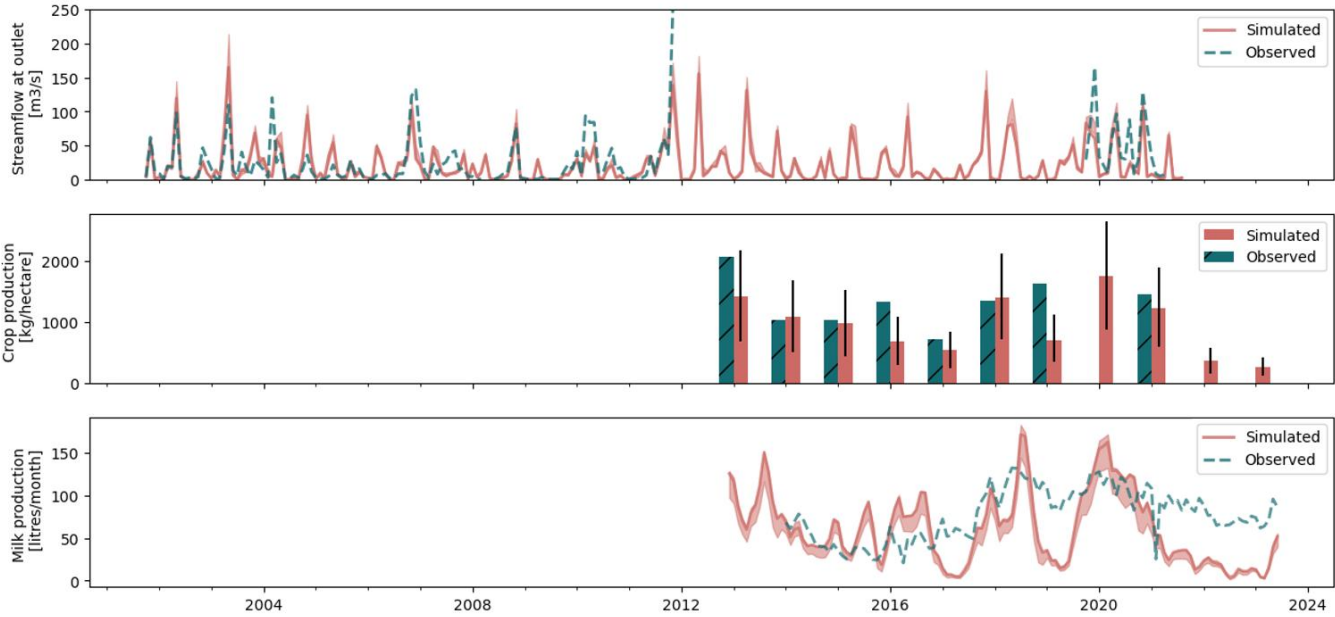 Streamflow at outlet
[m3/s]
250
200
150
100
50
0
Simulated
Observed
Crop production
[kg/hectare]
2000
1000
0
Simulated
Observed
Milk production
[litres/month]
150
100
50
0
Simulated
Observed
2004
2008
2012
2016
2020
2024